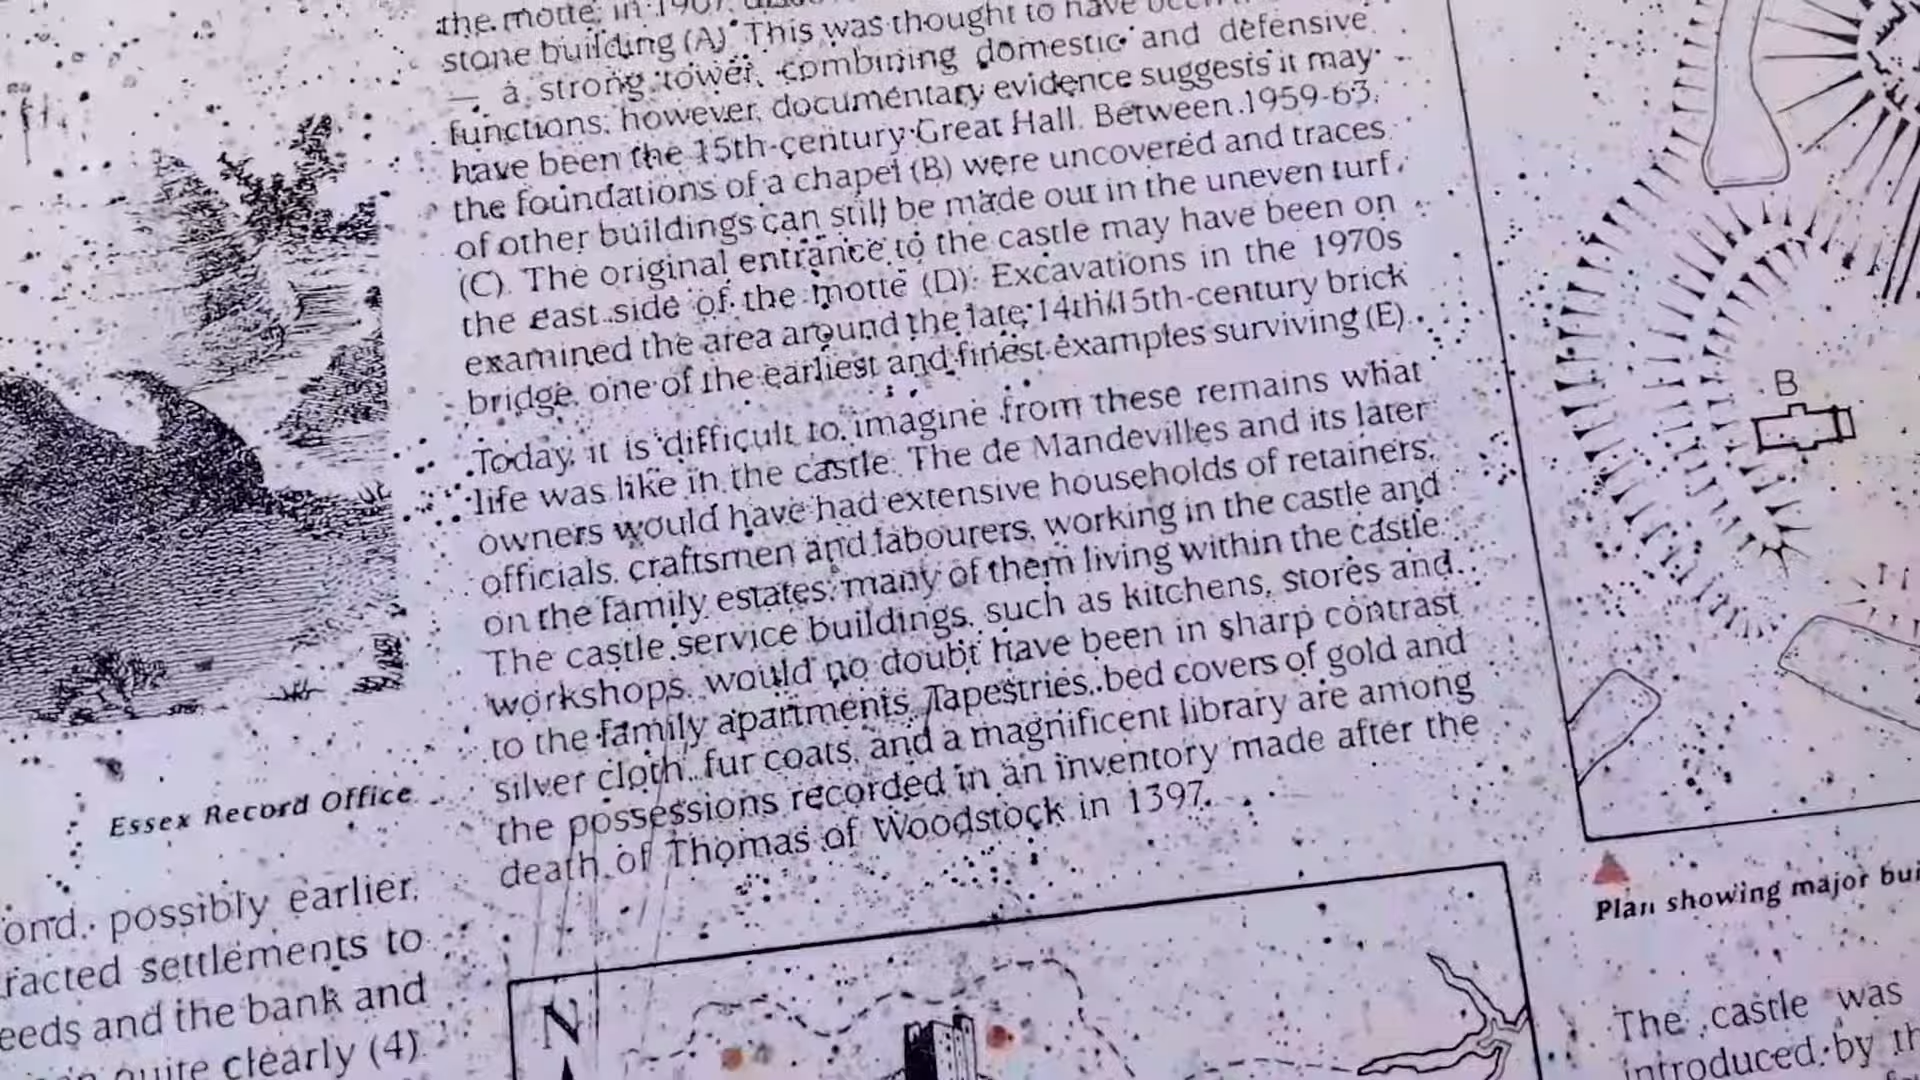 the motte, in 1907,
stone building (A). This was thought to have been
— a strong tower, combining domestic and defensive
functions; however, documentary evidence suggests it may
have been the 15th-century Great Hall. Between 1959-63,
the foundations of a chapel (B) were uncovered and traces
of other buildings can still be made out in the uneven turf
(C). The original entrance to the castle may have been on
the east side of the motte (D). Excavations in the 1970s
examined the area around the late 14th/15th-century brick
bridge, one of the earliest and finest examples surviving (E).
Today, it is difficult to imagine from these remains what
life was like in the castle. The de Mandevilles and its later
owners would have had extensive households of retainers,
officials, craftsmen and labourers, working in the castle and
on the family estates, many of them living within the castle.
The castle service buildings, such as kitchens, stores and
workshops, would no doubt have been in sharp contrast
to the family apartments. Tapestries, bed covers of gold and
silver cloth, fur coats, and a magnificent library are among
the possessions recorded in an inventory made after the
death of Thomas of Woodstock in 1397.
Essex Record Office
ond, possibly earlier,
racted settlements to
eeds and the bank and
quite clearly (4).
N
B
Plan showing major bui
The castle was
introduced by th